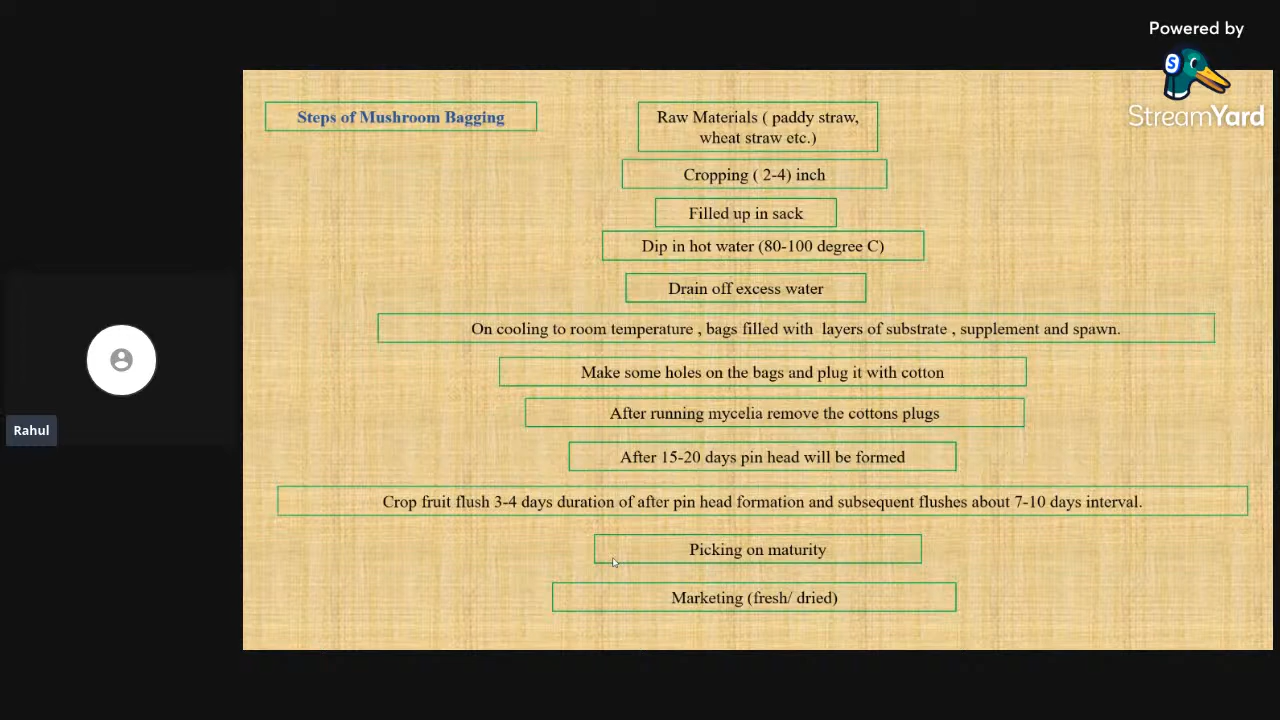 Powered by
StreamYard
Steps of Mushroom Bagging
Raw Materials ( paddy straw,
wheat straw etc.)
Cropping ( 2-4) inch
Filled up in sack
Dip in hot water (80-100 degree C)
Drain off excess water
On cooling to room temperature , bags filled with layers of substrate , supplement and spawn.
Make some holes on the bags and plug it with cotton
After running mycelia remove the cottons plugs
After 15-20 days pin head will be formed
Crop fruit flush 3-4 days duration of after pin head formation and subsequent flushes about 7-10 days interval.
Picking on maturity
Marketing (fresh/ dried)
Rahul